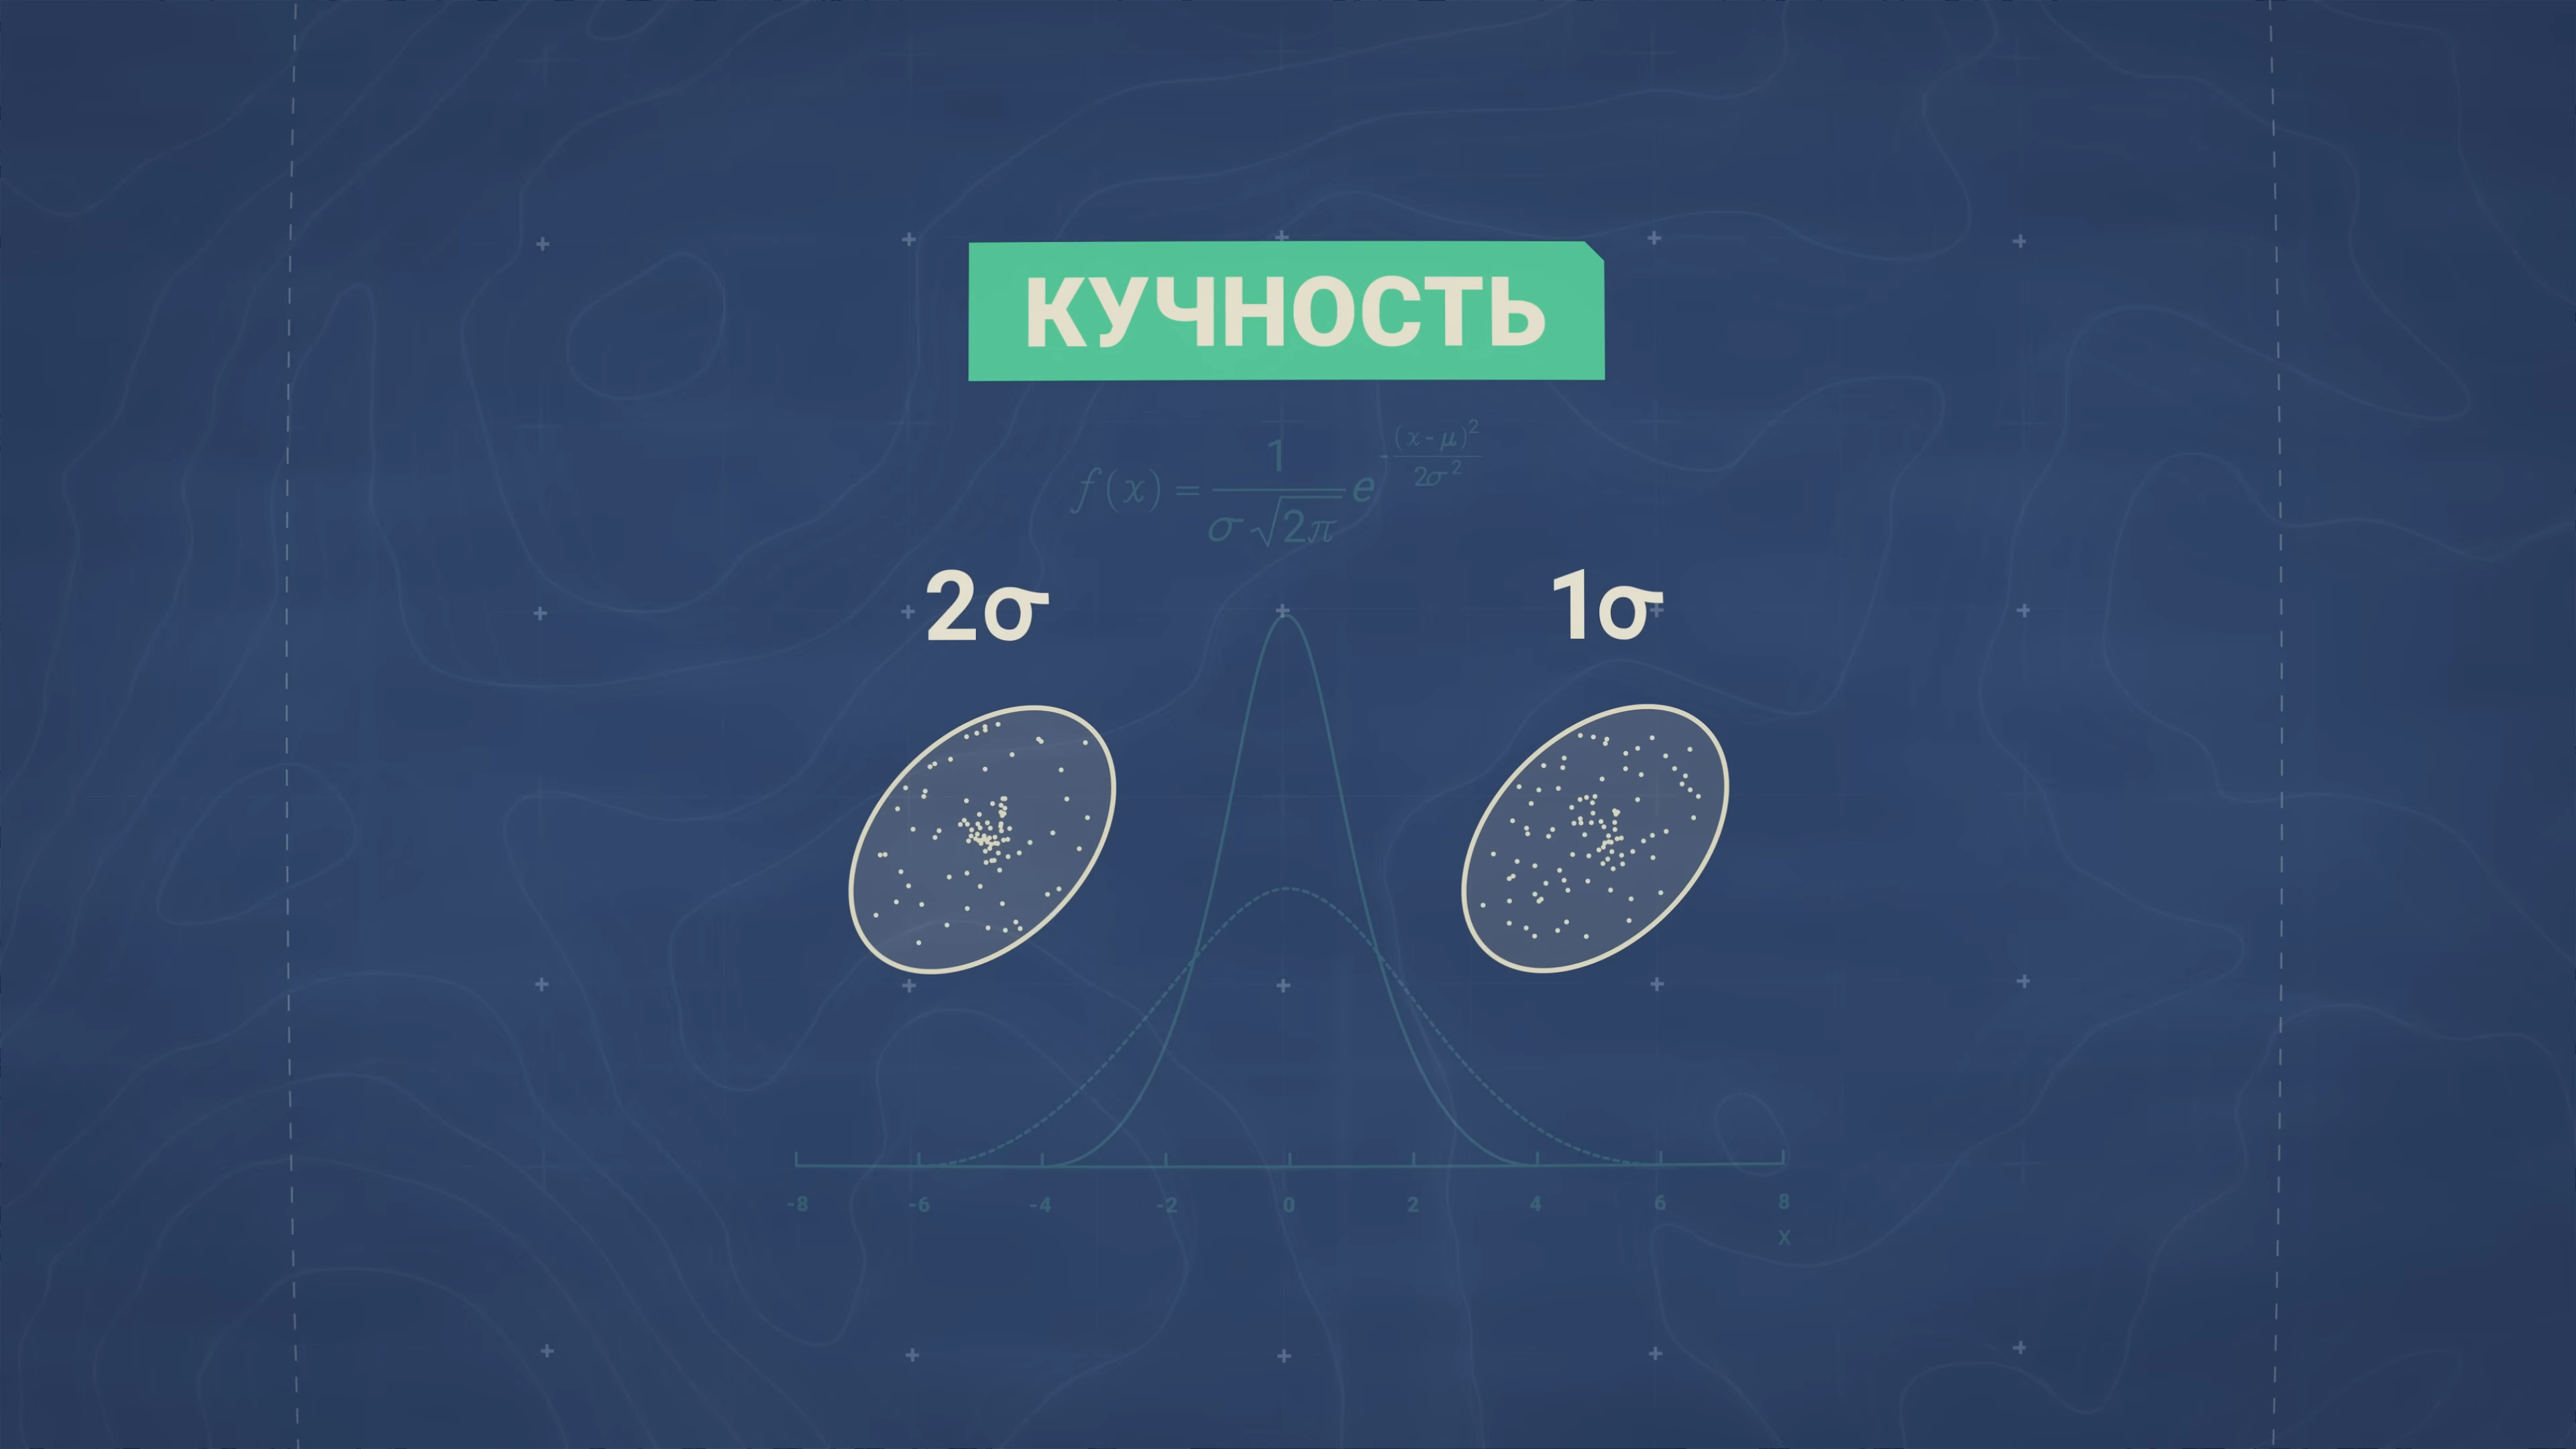 КУЧНОСТЬ
f(x) = 1 / (σ√2π) e^(-(x-μ)²/(2σ²))
2σ 1σ
-8 -6 -4 -2 0 2 4 6 8
X